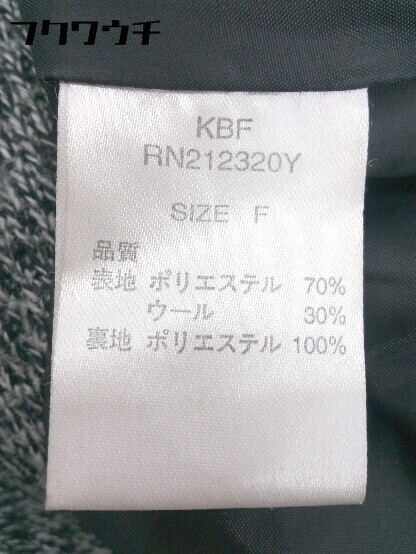 フクワウチ
KBF
RN212320Y
SIZE F
品質
表地 ポリエステル 70%
ウール 30%
裏地 ポリエステル 100%